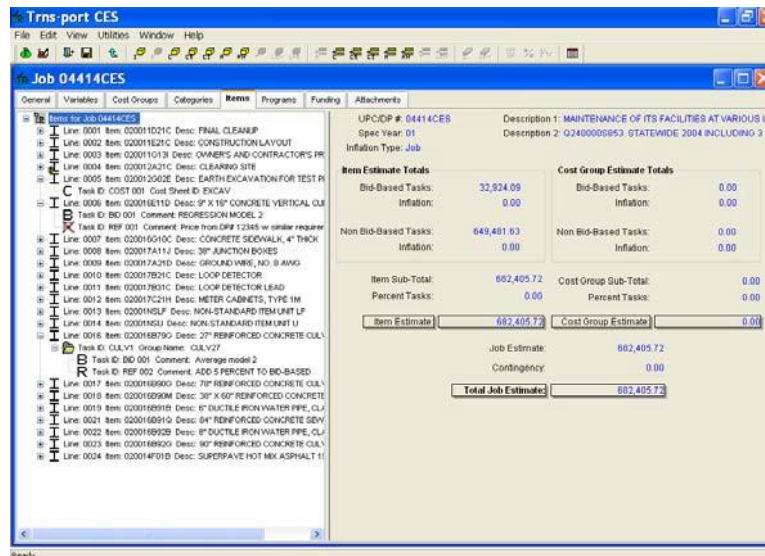 Trns·port CES
File Edit View Utilities Window Help
Job 04414CES
General Variables Cost Groups Categories Items Programs Funding Attachments
Items for Job 04414CES
Line: 0001 Item: 020011D21C Desc: FINAL CLEANUP
Line: 0002 Item: 020011E21C Desc: CONSTRUCTION LAYOUT
Line: 0003 Item: 020011G13I Desc: OWNER'S AND CONTRACTOR'S PR
Line: 0004 Item: 020012A21C Desc: CLEARING SITE
Line: 0005 Item: 020012G02E Desc: EARTH EXCAVATION FOR TEST PI
Task ID: COST 001 Cost Sheet ID: EXCAV
Line: 0006 Item: 020016E11D Desc: 9" X 16" CONCRETE VERTICAL CUI
Task ID: BID 001 Comment: REGRESSION MODEL 2
Task ID: REF 001 Comment: Price from DP# 12345 w similar requirer
Line: 0007 Item: 020016G10C Desc: CONCRETE SIDEWALK, 4" THICK
Line: 0008 Item: 020017A11J Desc: 38" JUNCTION BOXES
Line: 0009 Item: 020017A21D Desc: GROUND WIRE, NO. 8 AWG
Line: 0010 Item: 020017B21C Desc: LOOP DETECTOR
Line: 0011 Item: 020017B31C Desc: LOOP DETECTOR LEAD
Line: 0012 Item: 020017C21H Desc: METER CABINETS, TYPE 1M
Line: 0013 Item: 02001NSLF Desc: NON-STANDARD ITEM UNIT LF
Line: 0014 Item: 02001NSU Desc: NON-STANDARD ITEM UNIT U
Line: 0016 Item: 020016B79G Desc: 27" REINFORCED CONCRETE CULV
Task ID: CULV1 Group Name: CULV27
B Task ID: BID 001 Comment: Average model 2
R Task ID: REF 002 Comment: ADD 5 PERCENT TO BID-BASED
Line: 0017 Item: 020016B90G Desc: 78" REINFORCED CONCRETE CULV
Line: 0018 Item: 020016B90M Desc: 38" X 60" REINFORCED CONCRETE
Line: 0019 Item: 020016B91B Desc: 6" DUCTILE IRON WATER PIPE, CLA
Line: 0021 Item: 020016B91Q Desc: 84" REINFORCED CONCRETE SEW
Line: 0022 Item: 020016B92B Desc: 8" DUCTILE IRON WATER PIPE, CLA
Line: 0023 Item: 020016B92G Desc: 90" REINFORCED CONCRETE CULV
Line: 0024 Item: 020014F01B Desc: SUPERPAVE HOT MIX ASPHALT 1
UPC/DP #: 04414CES Description 1: MAINTENANCE OF ITS FACILITIES AT VARIOUS
Spec Year: 01 Description 2: Q240000S853 STATEWIDE 2004 INCLUDING 3
Inflation Type: Job
Item Estimate Totals Cost Group Estimate Totals
Bid-Based Tasks: 32,924.09 Bid-Based Tasks: 0.00
Inflation: 0.00 Inflation: 0.00
Non Bid-Based Tasks: 649,481.63 Non Bid-Based Tasks: 0.00
Inflation: 0.00 Inflation: 0.00
Item Sub-Total: 682,405.72 Cost Group Sub-Total: 0.00
Percent Tasks: 0.00 Percent Tasks: 0.00
Item Estimate: 682,405.72 Cost Group Estimate: 0.00
Job Estimate: 682,405.72
Contingency: 0.00
Total Job Estimate: 682,405.72
Ready